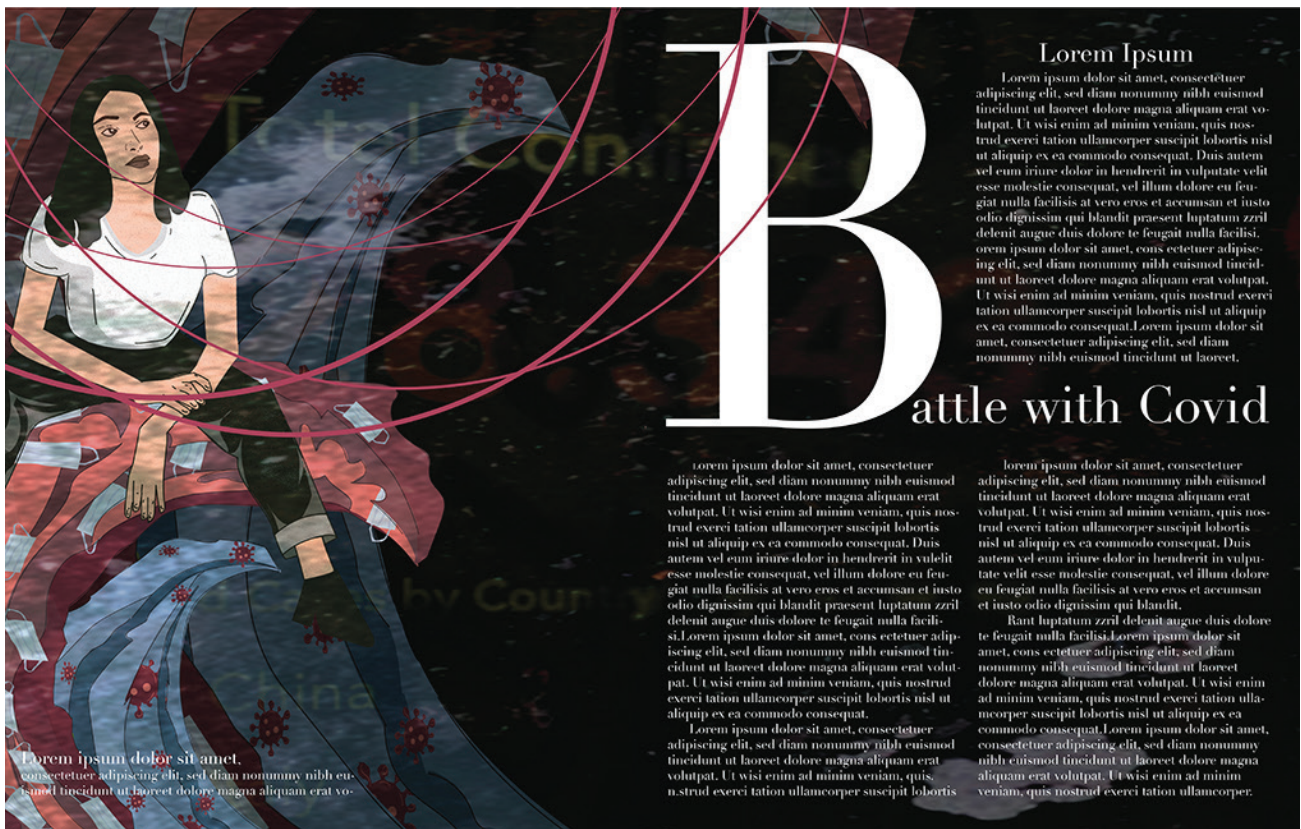 Total Con
by Coun
China
Lorem ipsum dolor sit amet,
consectetuer adipiscing elit, sed diam nonummy nibh eu-
ismod tincidunt ut laoreet dolore magna aliquam erat vo-
Battle with Covid
Lorem Ipsum
Lorem ipsum dolor sit amet, consectetuer
adipiscing elit, sed diam nonummy nibh euismod
tincidunt ut laoreet dolore magna aliquam erat vo-
lutpat. Ut wisi enim ad minim veniam, quis nos-
trud exerci tation ullamcorper suscipit lobortis nisl
ut aliquip ex ea commodo consequat. Duis autem
vel eum iriure dolor in hendrerit in vulputate velit
esse molestie consequat, vel illum dolore eu feu-
giat nulla facilisis at vero eros et accumsan et iusto
odio dignissim qui blandit praesent luptatum zzril
delenit augue duis dolore te feugait nulla facilisi.
orem ipsum dolor sit amet, cons ectetuer adipisc-
ing elit, sed diam nonummy nibh euismod tincid-
unt ut laoreet dolore magna aliquam erat volutpat.
Ut wisi enim ad minim veniam, quis nostrud exerci
tation ullamcorper suscipit lobortis nisl ut aliquip
ex ea commodo consequat.Lorem ipsum dolor sit
amet, consectetuer adipiscing elit, sed diam
nonummy nibh euismod tincidunt ut laoreet.
Lorem ipsum dolor sit amet, consectetuer
adipiscing elit, sed diam nonummy nibh euismod
tincidunt ut laoreet dolore magna aliquam erat
volutpat. Ut wisi enim ad minim veniam, quis nos-
trud exerci tation ullamcorper suscipit lobortis
nisl ut aliquip ex ea commodo consequat. Duis
autem vel eum iriure dolor in hendrerit in vulelit
esse molestie consequat, vel illum dolore eu feu-
giat nulla facilisis at vero eros et accumsan et iusto
odio dignissim qui blandit praesent luptatum zzril
delenit augue duis dolore te feugait nulla facili-
si.Lorem ipsum dolor sit amet, cons ectetuer adip-
iscing elit, sed diam nonummy nibh euismod tin-
cidunt ut laoreet dolore magna aliquam erat volut-
pat. Ut wisi enim ad minim veniam, quis nostrud
exerci tation ullamcorper suscipit lobortis nisl ut
aliquip ex ea commodo consequat.
Lorem ipsum dolor sit amet, consectetuer
adipiscing elit, sed diam nonummy nibh euismod
tincidunt ut laoreet dolore magna aliquam erat
volutpat. Ut wisi enim ad minim veniam, quis,
n.strud exerci tation ullamcorper suscipit lobortis
lorem ipsum dolor sit amet, consectetuer
adipiscing elit, sed diam nonummy nibh euismod
tincidunt ut laoreet dolore magna aliquam erat
volutpat. Ut wisi enim ad minim veniam, quis nos-
trud exerci tation ullamcorper suscipit lobortis
nisl ut aliquip ex ea commodo consequat. Duis
autem vel eum iriure dolor in hendrerit in vulpu-
tate velit esse molestie consequat, vel illum dolore
eu feugiat nulla facilisis at vero eros et accumsan
et iusto odio dignissim qui blandit.
Rant luptatum zzril delenit augue duis dolore
te feugait nulla facilisi.Lorem ipsum dolor sit
amet, cons ectetuer adipiscing elit, sed diam
nonummy nibh euismod tincidunt ut laoreet
dolore magna aliquam erat volutpat. Ut wisi enim
ad minim veniam, quis nostrud exerci tation ulla-
mcorper suscipit lobortis nisl ut aliquip ex ea
commodo consequat.Lorem ipsum dolor sit amet,
consectetuer adipiscing elit, sed diam nonummy
nibh euismod tincidunt ut laoreet dolore magna
aliquam erat volutpat. Ut wisi enim ad minim
veniam, quis nostrud exerci tation ullamcorper.